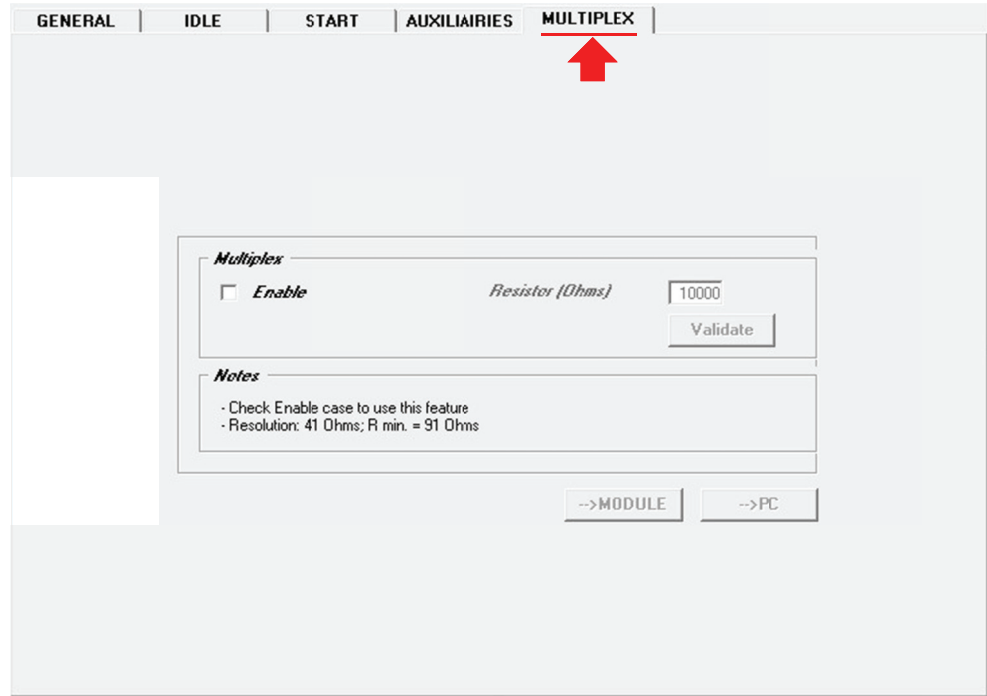 GENERAL IDLE START AUXILIAIRIES MULTIPLEX
Multiplex
Enable Resistor (Ohms) 10000
Validate
Notes
- Check Enable case to use this feature
- Resolution: 41 Ohms; R min. = 91 Ohms
-->MODULE -->PC